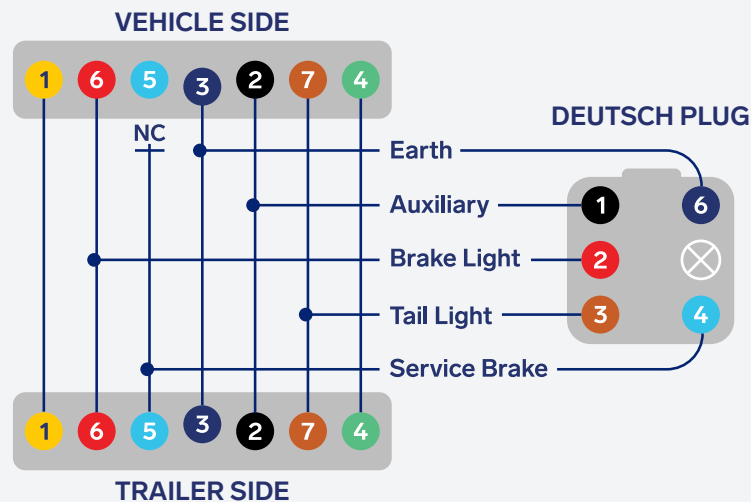 VEHICLE SIDE
1 6 5 3 2 7 4
DEUTSCH PLUG
NC
Earth
Auxiliary
1 6
Brake Light
2
Tail Light
3 4
Service Brake
1 6 5 3 2 7 4
TRAILER SIDE